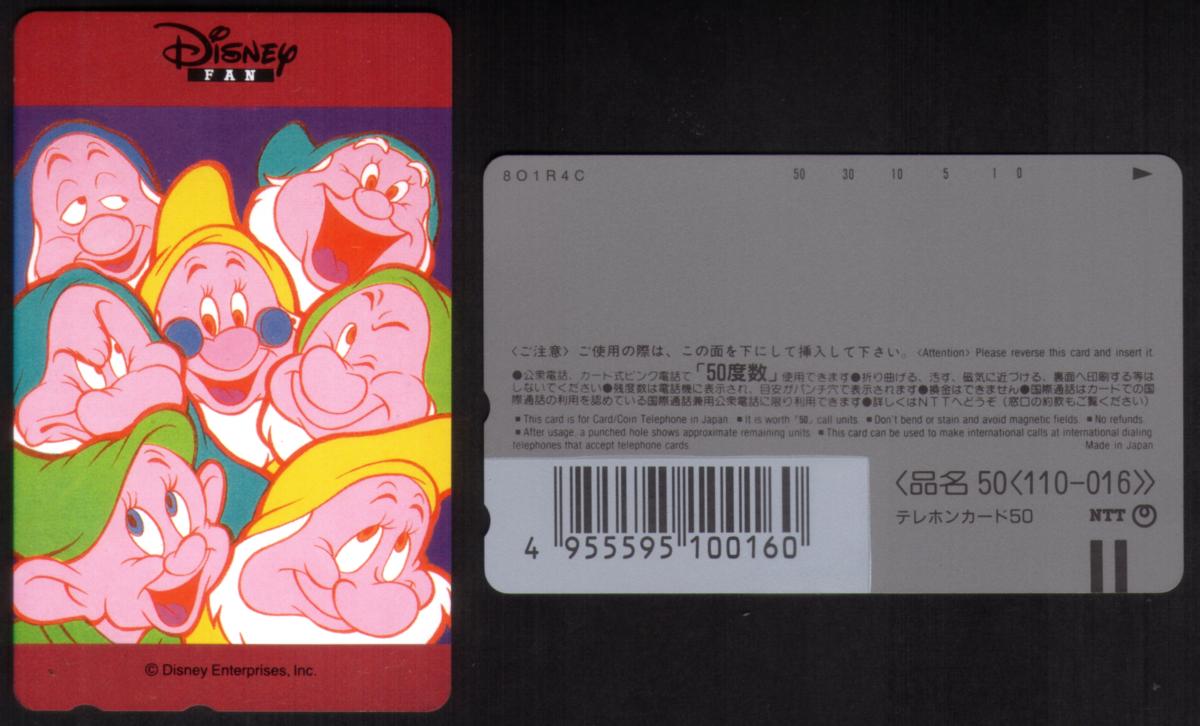 Disney
FAN
© Disney Enterprises, Inc.
801R4C 50 30 10 5 1 0
〈ご注意〉ご使用の際は、この面を下にして挿入して下さい。〈Attention〉 Please reverse this card and insert it.
●公衆電話、カード式ピンク電話で「50度数」使用できます●折り曲げる、汚す、磁気に近づける、裏面へ印刷する等は
しないでください●残度数は電話機に表示され、目安がパンチ穴で表示されます●換金はできません●国際通話はカードでの国
際通話の利用を認めている国際通話兼用公衆電話に限り利用できます●詳しくはNTTへどうぞ（窓口の約款もご覧ください）
■ This card is for Card/Coin Telephone in Japan. ■ It is worth「50」call units. ■ Don't bend or stain and avoid magnetic fields. ■ No refunds.
■ After usage, a punched hole shows approximate remaining units. ■ This card can be used to make international calls at international dialing
telephones that accept telephone cards. Made in Japan
4 955595 100160
〈品名 50〈110-016〉〉
テレホンカード50 NTT